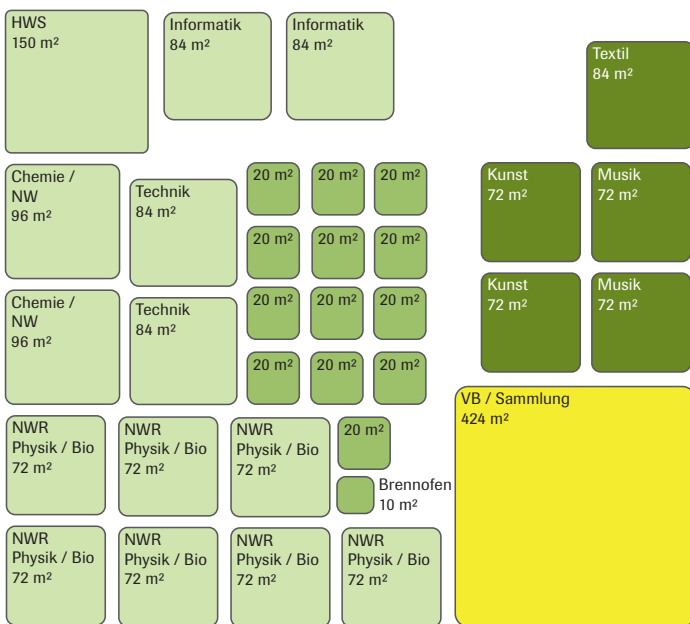 HWS
150 m²
Informatik
84 m²
Informatik
84 m²
Textil
84 m²
Chemie /
NW
96 m²
Technik
84 m²
20 m²
20 m²
20 m²
Kunst
72 m²
Musik
72 m²
20 m²
20 m²
20 m²
Chemie /
NW
96 m²
Technik
84 m²
20 m²
20 m²
20 m²
Kunst
72 m²
Musik
72 m²
20 m²
20 m²
20 m²
VB / Sammlung
424 m²
NWR
Physik / Bio
72 m²
NWR
Physik / Bio
72 m²
NWR
Physik / Bio
72 m²
20 m²
Brennofen
10 m²
NWR
Physik / Bio
72 m²
NWR
Physik / Bio
72 m²
NWR
Physik / Bio
72 m²
NWR
Physik / Bio
72 m²